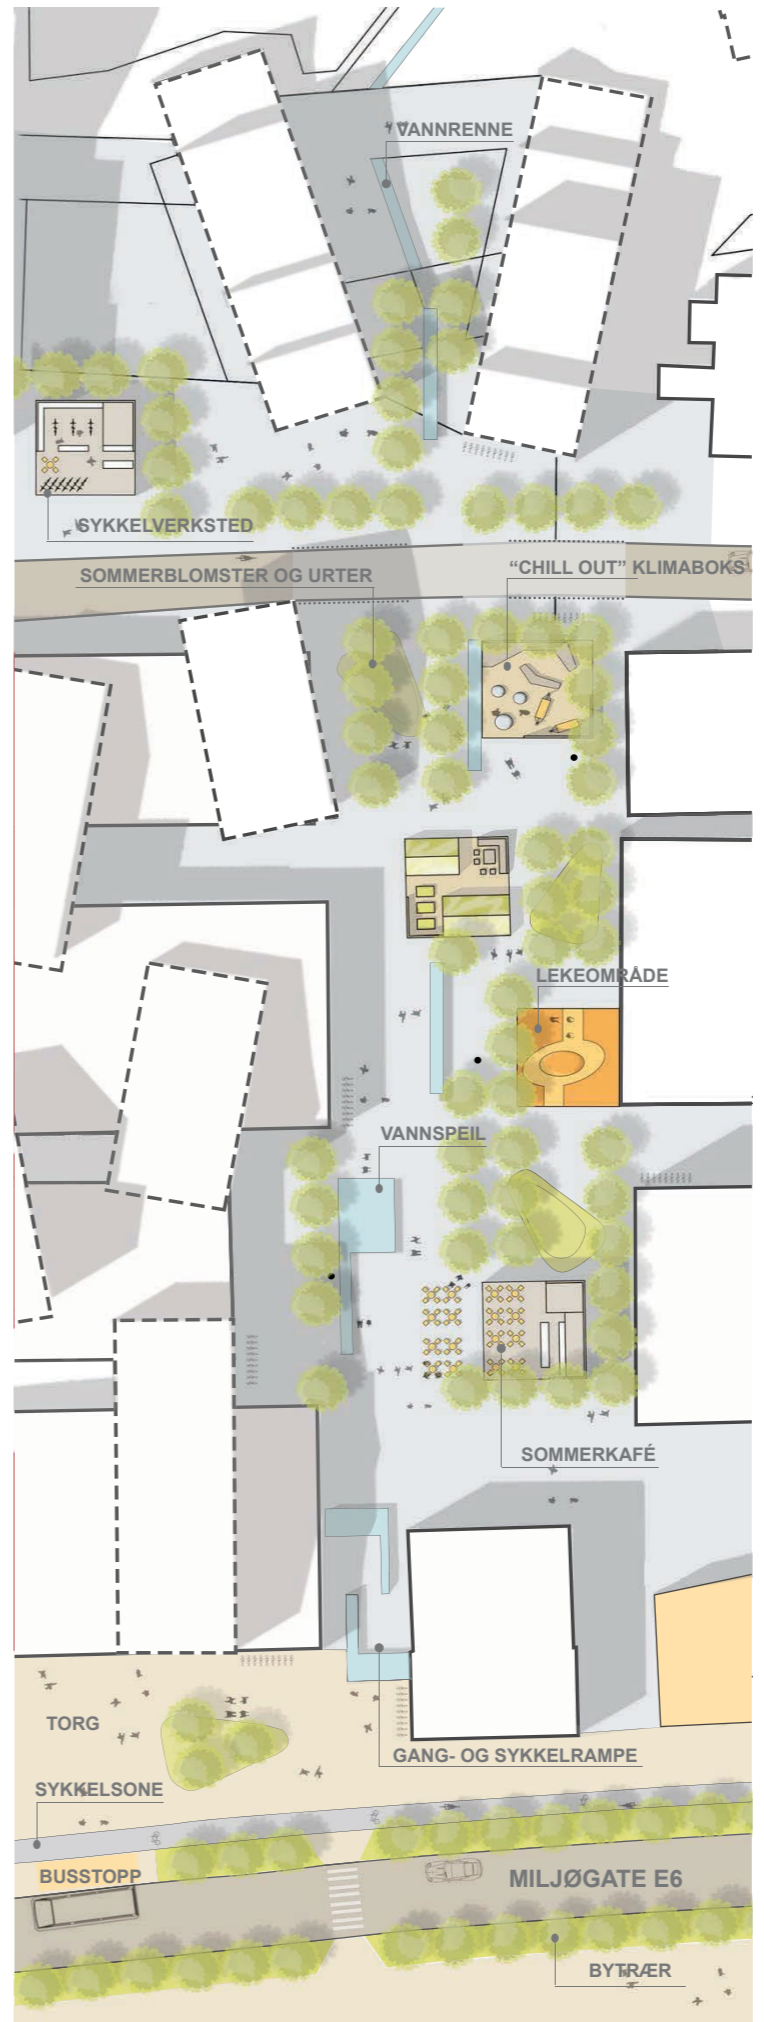 VANNRENNE
SYKKELVERKSTED
SOMMERBLOMSTER OG URTER
“CHILL OUT” KLIMABOKS
LEKEOMRÅDE
VANNSPEIL
SOMMERKAFÉ
TORG
GANG- OG SYKKELRAMPE
SYKKELSONE
BUSSTOPP
MILJØGATE E6
BYTRÆR